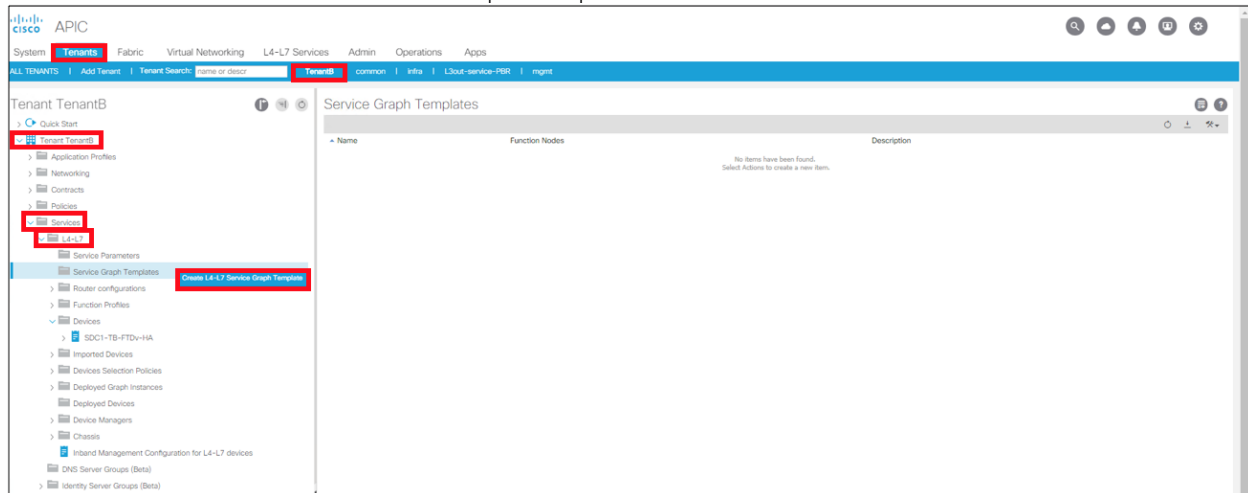 cisco APIC
System Tenants Fabric Virtual Networking L4-L7 Services Admin Operations Apps
ALL TENANTS | Add Tenant | Tenant Search: name or descr | TenantB | common | infra | L3out-service-PBR | mgmt
Tenant TenantB
Quick Start
Tenant TenantB
Application Profiles
Networking
Contracts
Policies
Services
L4-L7
Service Parameters
Service Graph Templates
Create L4-L7 Service Graph Template
Router configurations
Function Profiles
Devices
SDC1-TB-FTDv-HA
Imported Devices
Devices Selection Policies
Deployed Graph Instances
Deployed Devices
Device Managers
Chassis
Inband Management Configuration for L4-L7 devices
DNS Server Groups (Beta)
Identity Server Groups (Beta)
Service Graph Templates
Name Function Nodes Description
No items have been found.
Select Actions to create a new item.